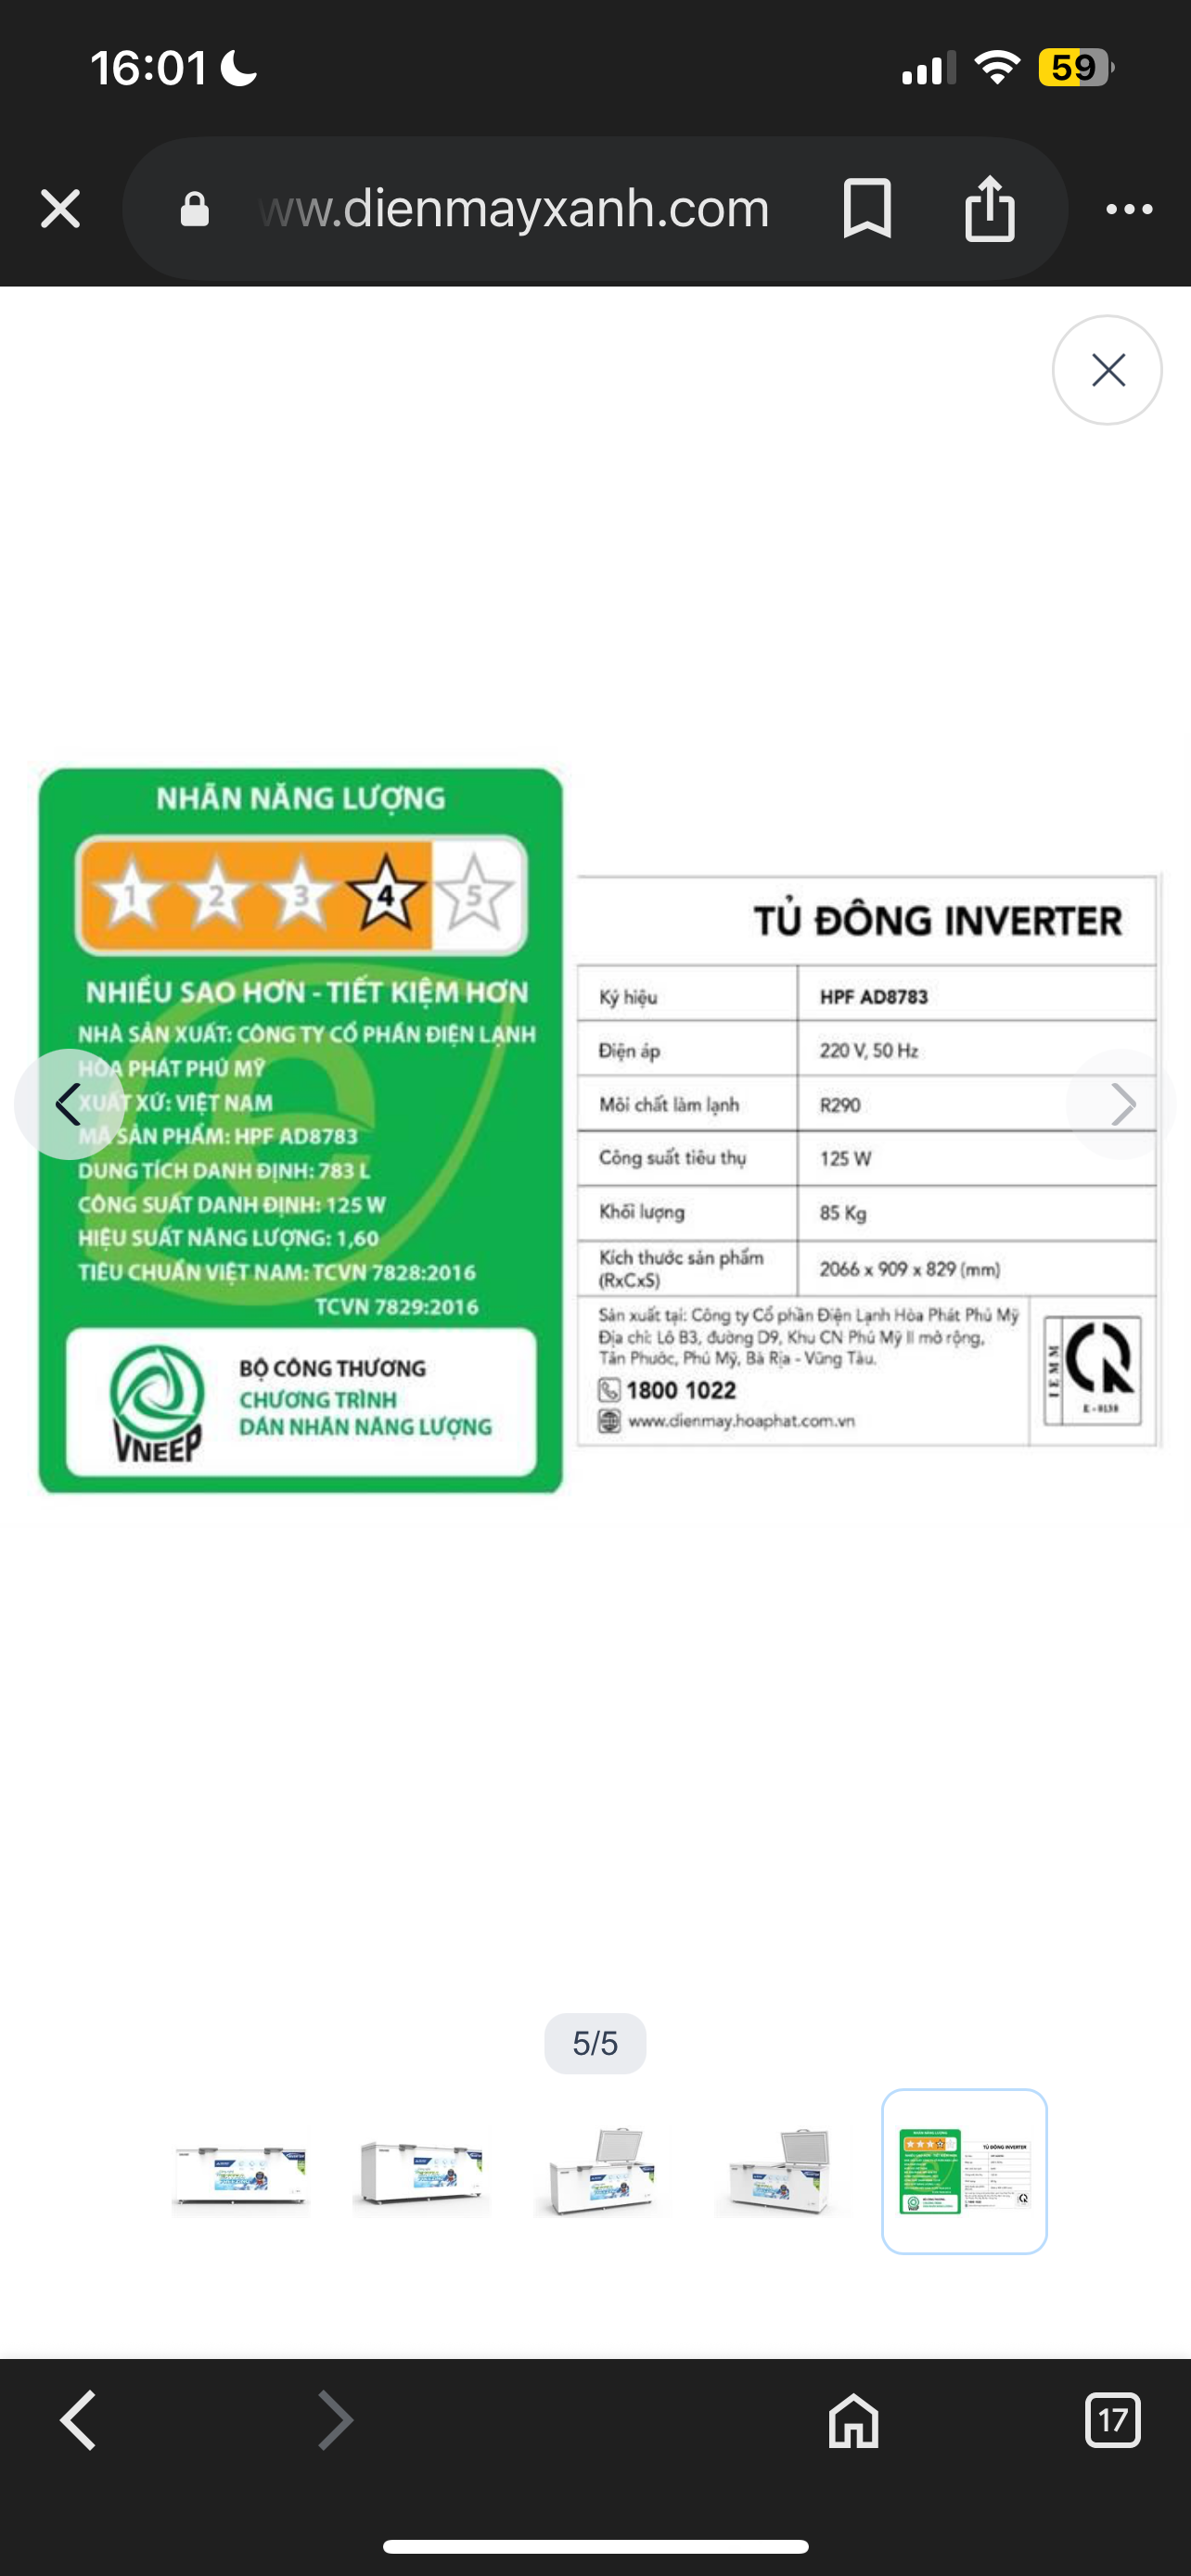 16:01
59
ww.dienmayxanh.com
NHÃN NĂNG LƯỢNG
1 2 3 4 5
NHIỀU SAO HƠN - TIẾT KIỆM HƠN
NHÀ SẢN XUẤT: CÔNG TY CỔ PHẦN ĐIỆN LẠNH
HÒA PHÁT PHÚ MỸ
XUẤT XỨ: VIỆT NAM
MÃ SẢN PHẨM: HPF AD8783
DUNG TÍCH DANH ĐỊNH: 783 L
CÔNG SUẤT DANH ĐỊNH: 125 W
HIỆU SUẤT NĂNG LƯỢNG: 1,60
TIÊU CHUẨN VIỆT NAM: TCVN 7828:2016
TCVN 7829:2016
VNEEP
BỘ CÔNG THƯƠNG
CHƯƠNG TRÌNH
DÁN NHÃN NĂNG LƯỢNG
TỦ ĐÔNG INVERTER
Ký hiệu HPF AD8783
Điện áp 220 V, 50 Hz
Môi chất làm lạnh R290
Công suất tiêu thụ 125 W
Khối lượng 85 Kg
Kích thước sản phẩm
(RxCxS) 2066 x 909 x 829 (mm)
Sản xuất tại: Công ty Cổ phần Điện Lạnh Hòa Phát Phú Mỹ
Địa chỉ: Lô B3, đường D9, Khu CN Phú Mỹ II mở rộng,
Tân Phước, Phú Mỹ, Bà Rịa - Vũng Tàu.
1800 1022
www.dienmay.hoaphat.com.vn
IEMM
E-0138
5/5
TỦ ĐÔNG INVERTER
17